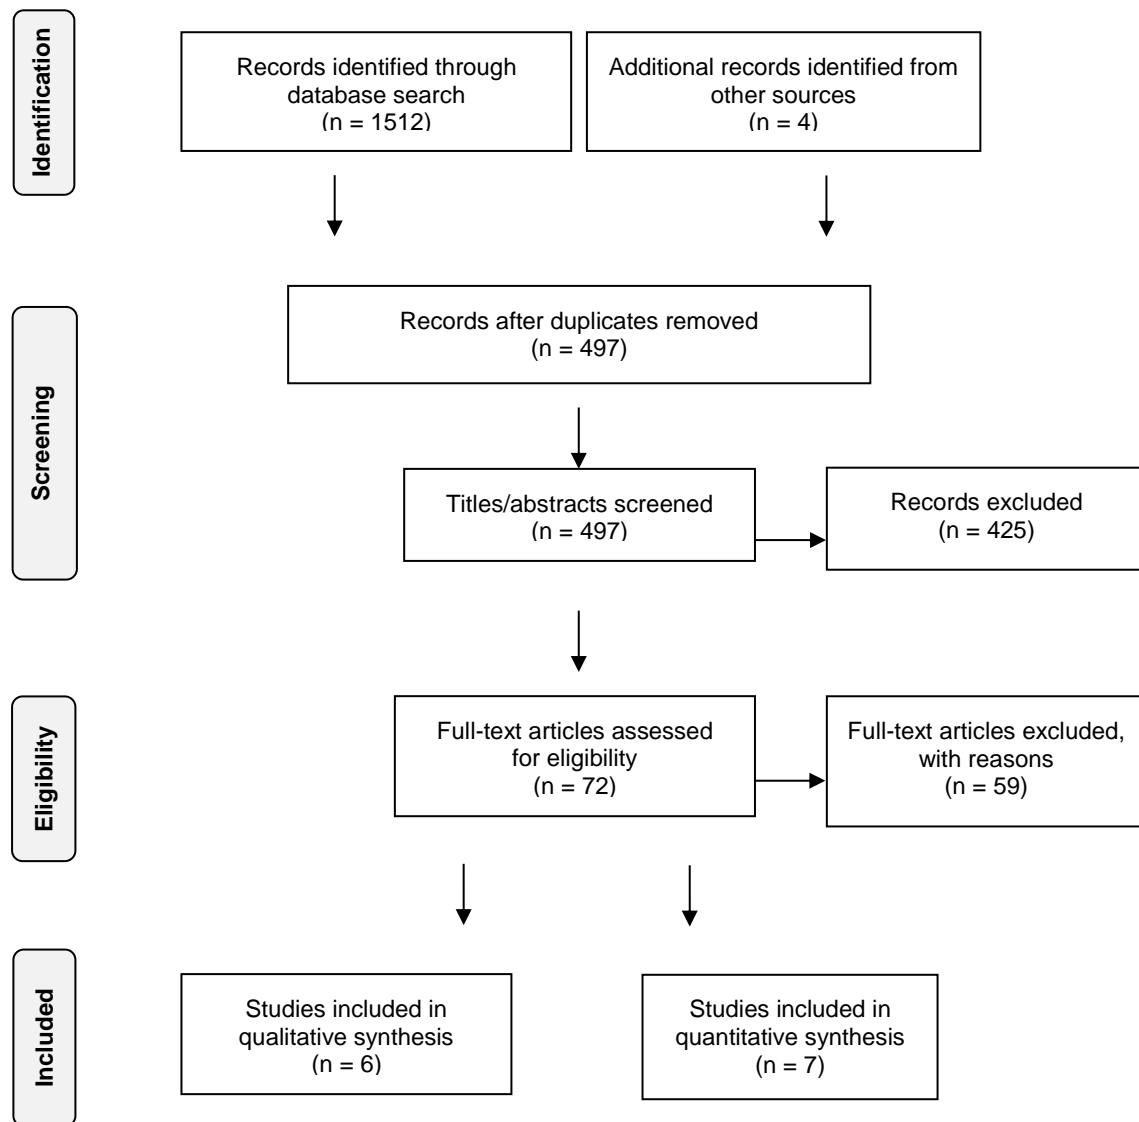 Identification
Records identified through
database search
(n = 1512)
Additional records identified from
other sources
(n = 4)
Screening
Records after duplicates removed
(n = 497)
Titles/abstracts screened
(n = 497)
Records excluded
(n = 425)
Eligibility
Full-text articles assessed
for eligibility
(n = 72)
Full-text articles excluded,
with reasons
(n = 59)
Included
Studies included in
qualitative synthesis
(n = 6)
Studies included in
quantitative synthesis
(n = 7)